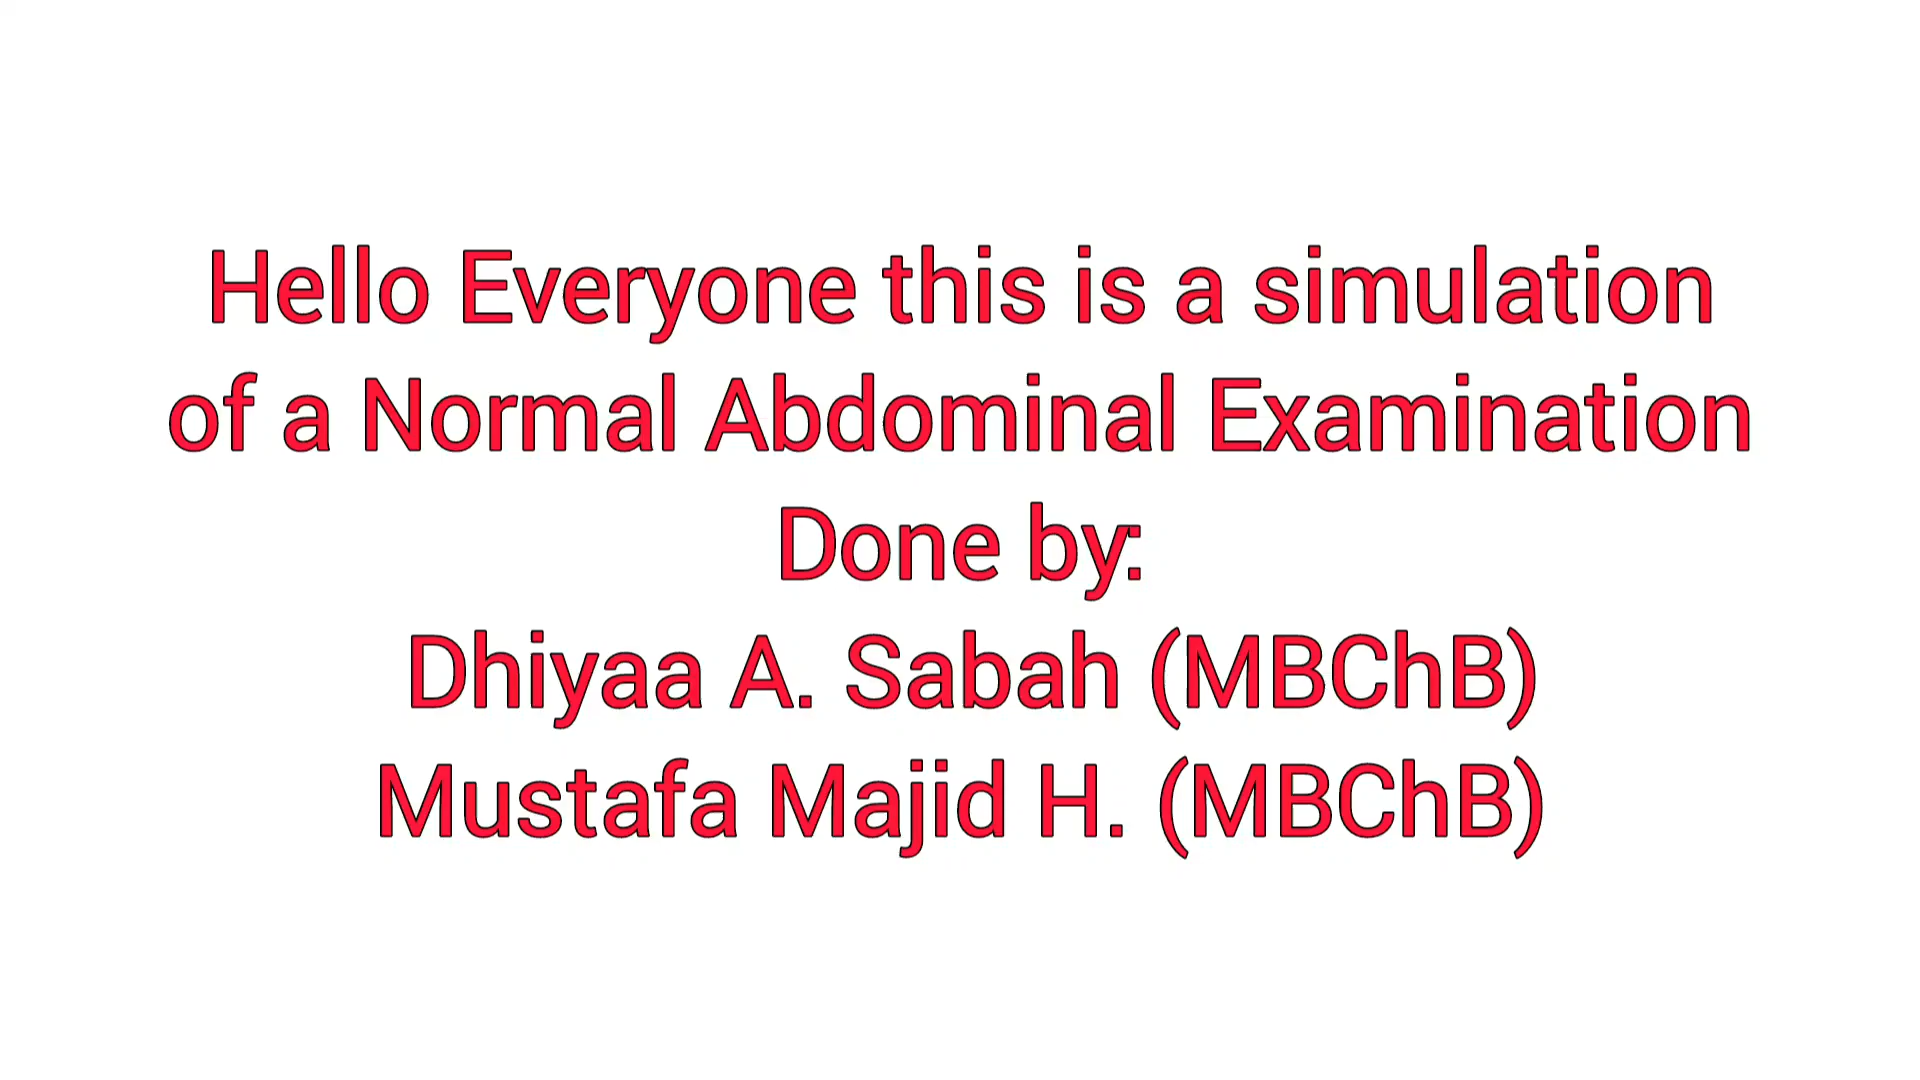 Hello Everyone this is a simulation
of a Normal Abdominal Examination
Done by:
Dhiyaa A. Sabah (MBChB)
Mustafa Majid H. (MBChB)